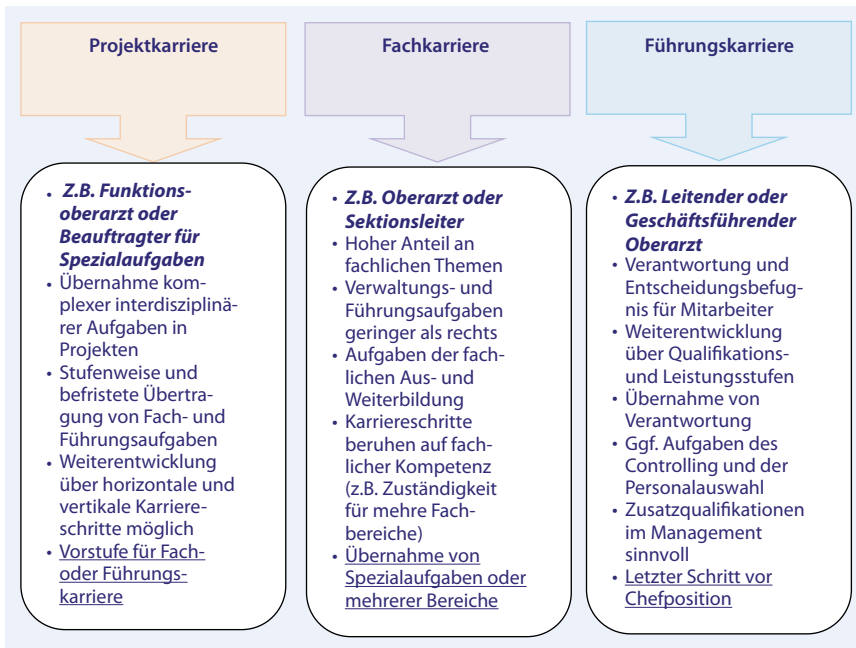 Projektkarriere
• Z.B. Funktions-
oberarzt oder
Beauftragter für
Spezialaufgaben
• Übernahme kom-
plexer interdisziplinä-
rer Aufgaben in
Projekten
• Stufenweise und
befristete Übertra-
gung von Fach- und
Führungsaufgaben
• Weiterentwicklung
über horizontale und
vertikale Karriere-
schritte möglich
• Vorstufe für Fach-
oder Führungs-
karriere
Fachkarriere
• Z.B. Oberarzt oder
Sektionsleiter
• Hoher Anteil an
fachlichen Themen
• Verwaltungs- und
Führungsaufgaben
geringer als rechts
• Aufgaben der fach-
lichen Aus- und
Weiterbildung
• Karriereschritte
beruhen auf fach-
licher Kompetenz
(z.B. Zuständigkeit
für mehre Fach-
bereiche)
• Übernahme von
Spezialaufgaben oder
mehrerer Bereiche
Führungskarriere
• Z.B. Leitender oder
Geschäftsführender
Oberarzt
• Verantwortung und
Entscheidungsbefug-
nis für Mitarbeiter
• Weiterentwicklung
über Qualifikations-
und Leistungsstufen
• Übernahme von
Verantwortung
• Ggf. Aufgaben des
Controlling und der
Personalauswahl
• Zusatzqualifikationen
im Management
sinnvoll
• Letzter Schritt vor
Chefposition